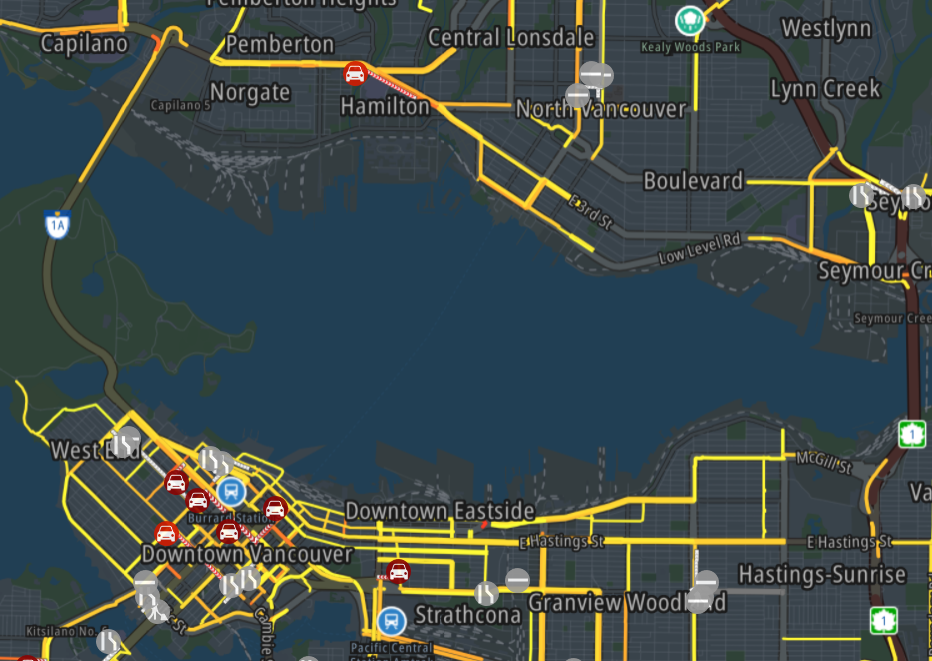 Pemberton Heights
Capilano
Pemberton
Central Lonsdale
Westlynn
Kealy Woods Park
Norgate
Capilano 5
Hamilton
North Vancouver
Lynn Creek
Boulevard
E 3rd St
1A
Low Level Rd
Seymour Cr
Seymour Cree
1
West End
McGill St
Va
Burrard Station
Downtown Eastside
E Hastings St
E Hastings St
Downtown Vancouver
Hastings-Sunrise
Granview Woodland
Strathcona
Kitsilano No. 6
St
Cambie S
1
Pacific Central